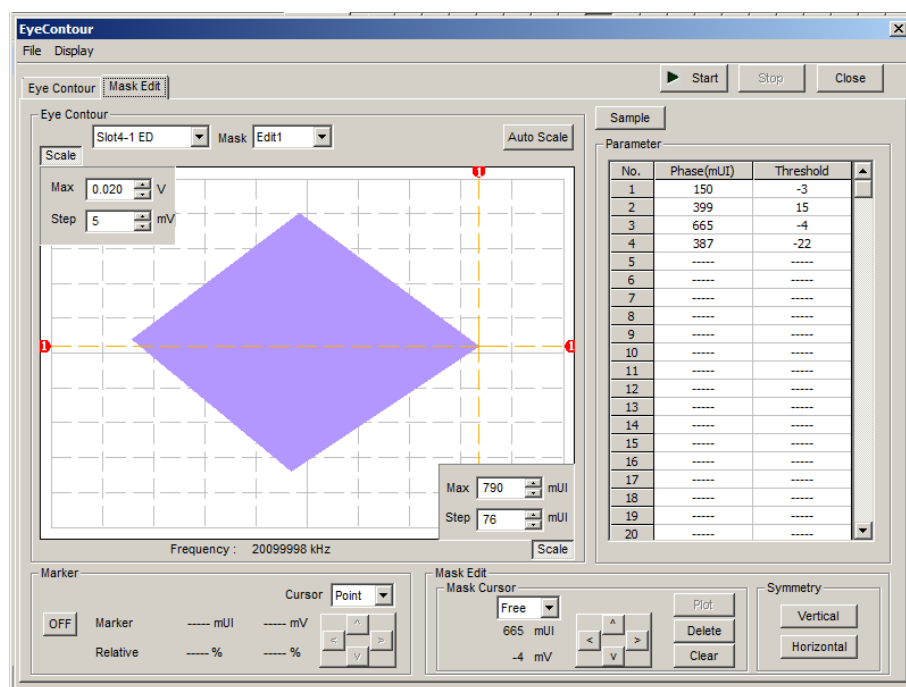 EyeContour
File Display
Start Stop Close
Eye Contour Mask Edit
Eye Contour
Slot4-1 ED Mask Edit1 Auto Scale
Scale
Max 0.020 V
Step 5 mV
1
1 1
Max 790 mUI
Step 76 mUI
Frequency : 20099998 kHz Scale
Sample
Parameter
No. Phase(mUI) Threshold
1 150 -3
2 399 15
3 665 -4
4 387 -22
5 ----- -----
6 ----- -----
7 ----- -----
8 ----- -----
9 ----- -----
10 ----- -----
11 ----- -----
12 ----- -----
13 ----- -----
14 ----- -----
15 ----- -----
16 ----- -----
17 ----- -----
18 ----- -----
19 ----- -----
20 ----- -----
Marker
Cursor Point
OFF Marker ----- mUI ----- mV
Relative ----- % ----- %
^
< >
v
Mask Edit
Mask Cursor
Free
665 mUI
-4 mV
^
< >
v
Plot
Delete
Clear
Symmetry
Vertical
Horizontal